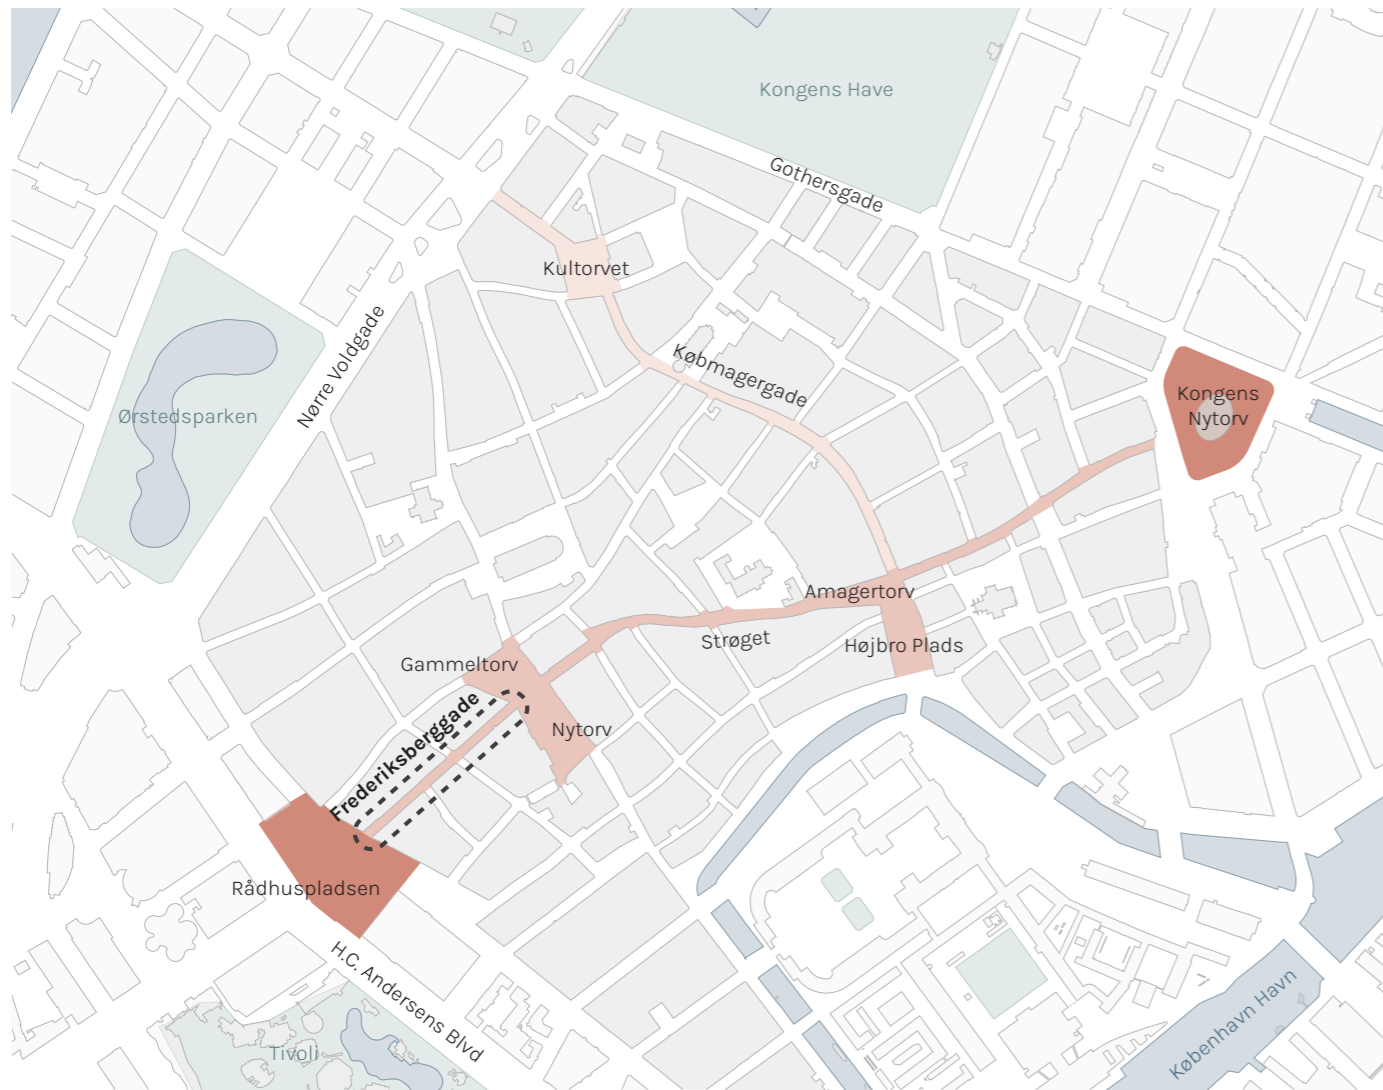 Kongens Have
Gothersgade
Kultorvet
Nørre Voldgade
Købmagergade
Kongens
Nytorv
Ørstedsparken
Amagertorv
Strøget
Højbro Plads
Gammeltorv
Frederiksberggade
Nytorv
Rådhuspladsen
H.C. Andersens Blvd
København Havn
Tivoli